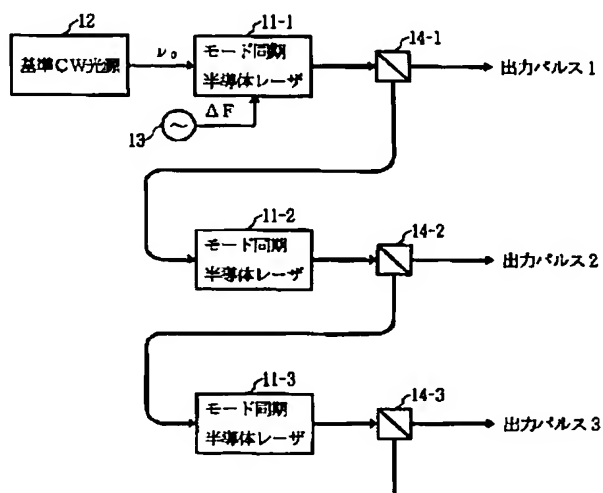 12
基準CW光源
ν₀
11-1
モード同期
半導体レーザ
14-1
出力パルス1
13
~
ΔF
11-2
モード同期
半導体レーザ
14-2
出力パルス2
11-3
モード同期
半導体レーザ
14-3
出力パルス3